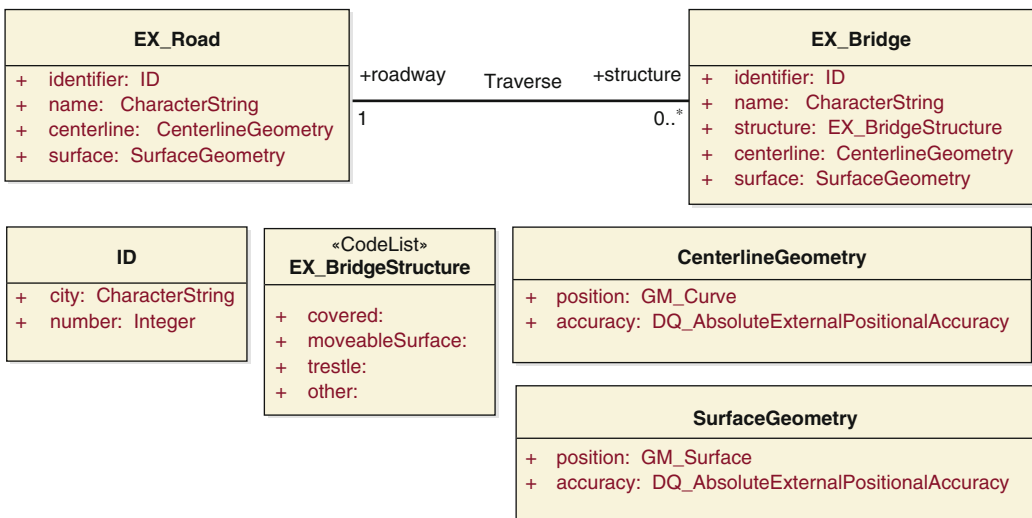 EX_Road
+ identifier: ID
+ name: CharacterString
+ centerline: CenterlineGeometry
+ surface: SurfaceGeometry
+roadway
Traverse
+structure
1
0..*
EX_Bridge
+ identifier: ID
+ name: CharacterString
+ structure: EX_BridgeStructure
+ centerline: CenterlineGeometry
+ surface: SurfaceGeometry
ID
+ city: CharacterString
+ number: Integer
«CodeList»
EX_BridgeStructure
+ covered:
+ moveableSurface:
+ trestle:
+ other:
CenterlineGeometry
+ position: GM_Curve
+ accuracy: DQ_AbsoluteExternalPositionalAccuracy
SurfaceGeometry
+ position: GM_Surface
+ accuracy: DQ_AbsoluteExternalPositionalAccuracy